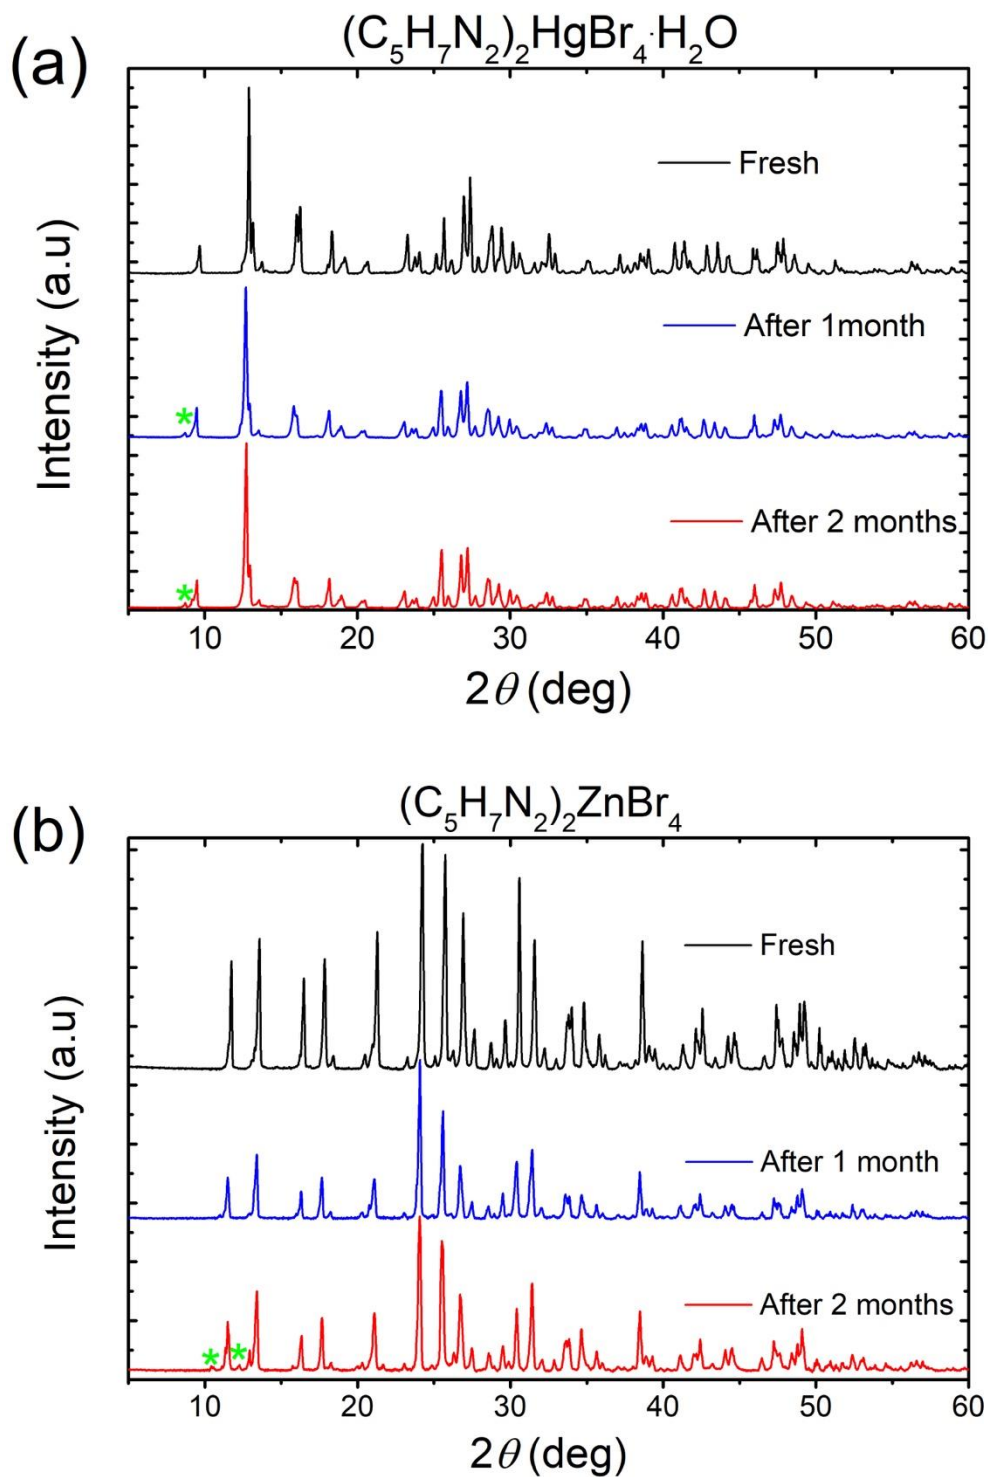 (a)
(C₅H₇N₂)₂HgBr₄·H₂O
Intensity (a.u)
Fresh
After 1month
*
After 2 months
*
10 20 30 40 50 60
2θ (deg)
(b)
(C₅H₇N₂)₂ZnBr₄
Intensity (a.u)
Fresh
After 1 month
After 2 months
* *
10 20 30 40 50 60
2θ (deg)